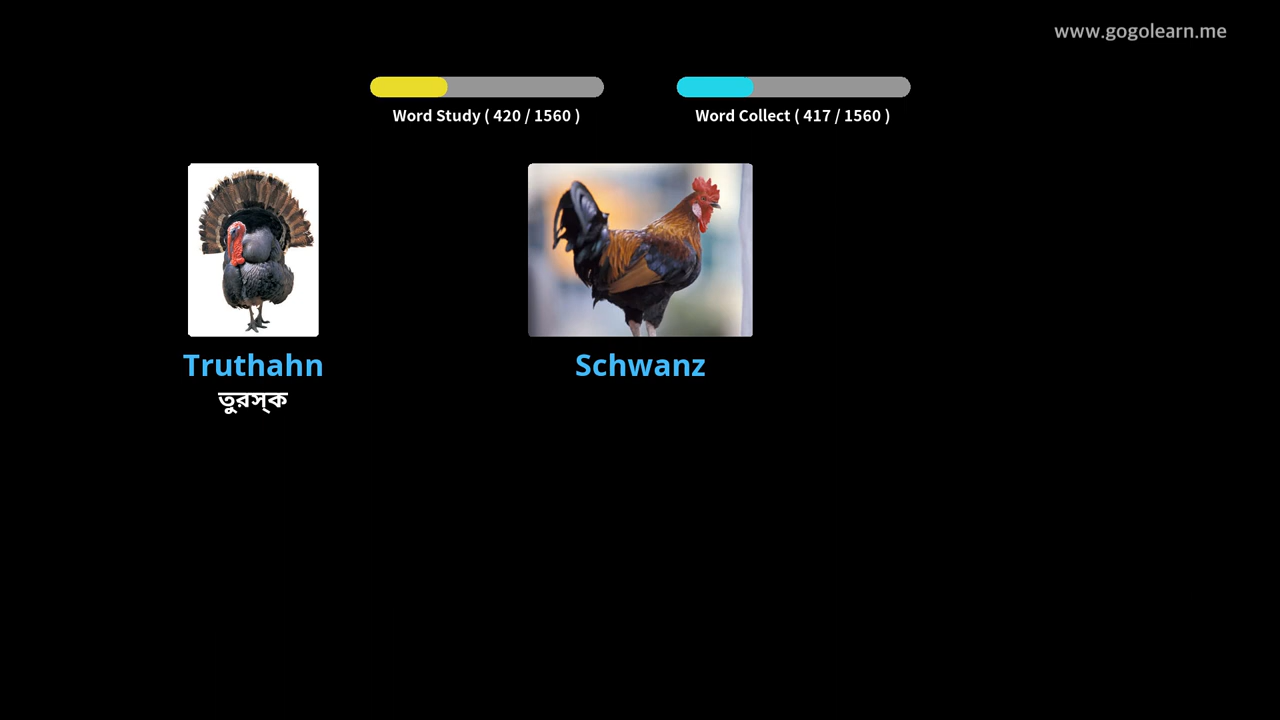 www.gogolearn.me
Word Study ( 420 / 1560 )
Word Collect ( 417 / 1560 )
Truthahn
তুরস্ক
Schwanz